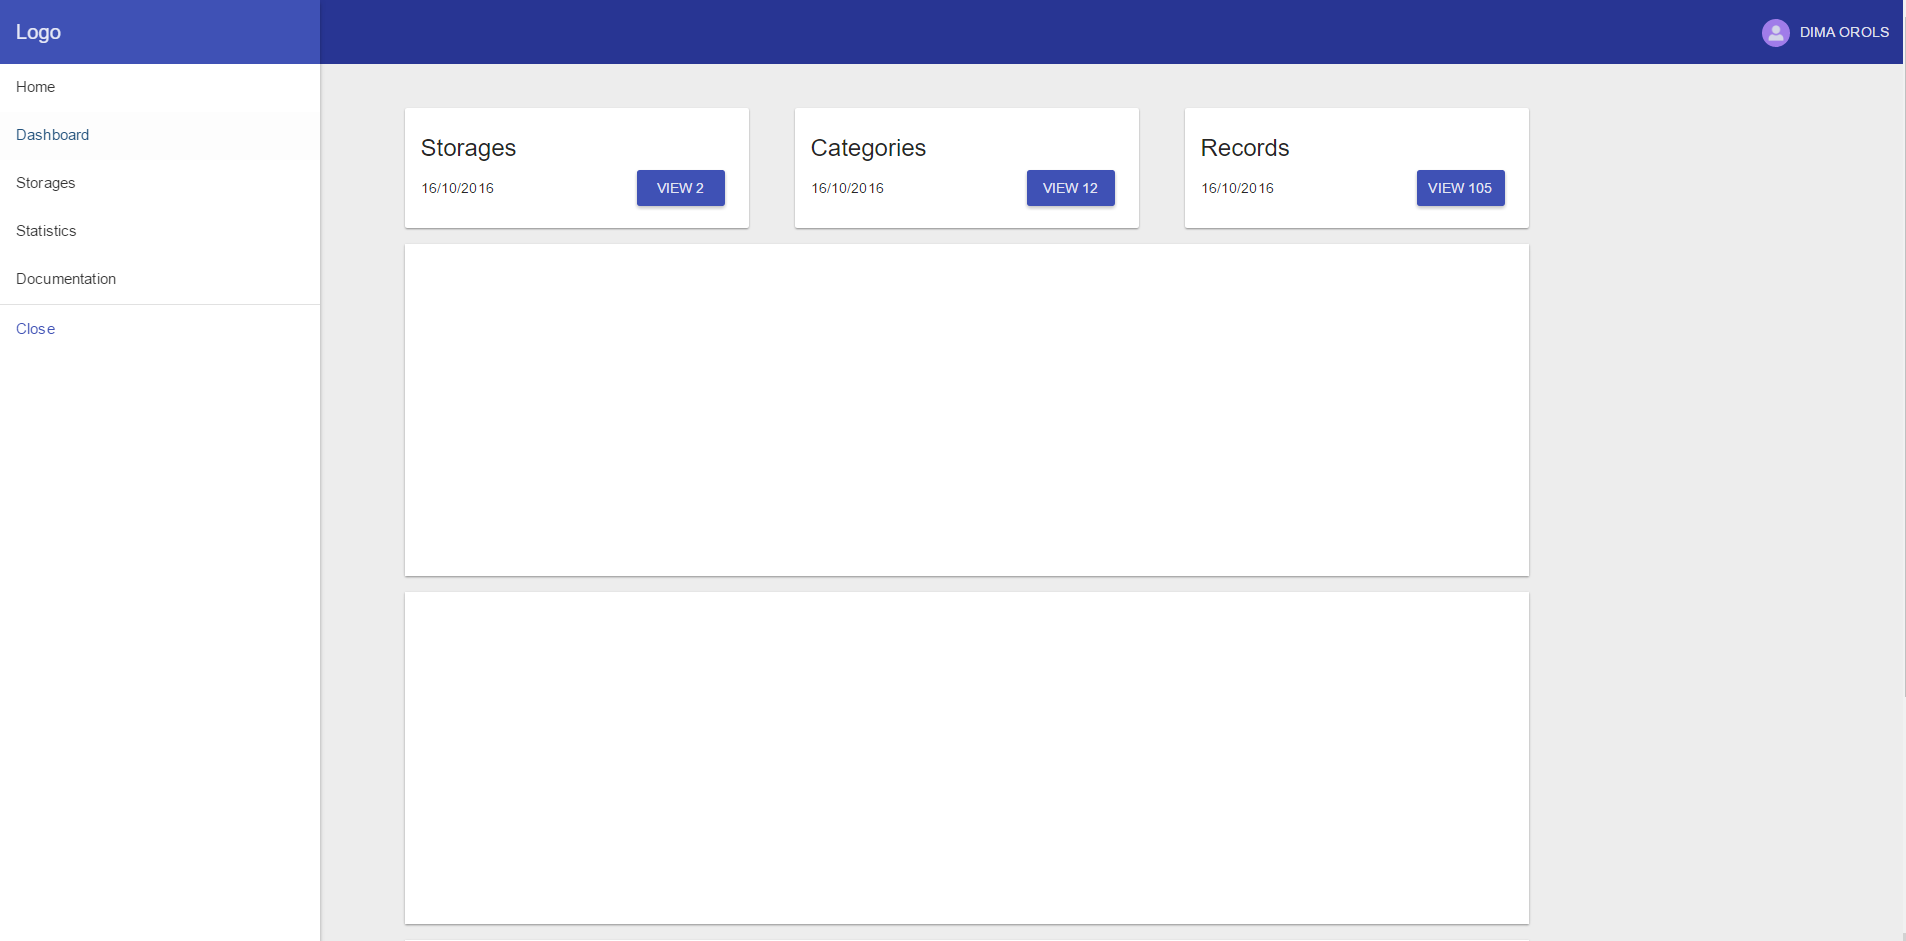 Logo
DIMA OROLS
Home
Dashboard
Storages
Statistics
Documentation
Close
Storages
16/10/2016
VIEW 2
Categories
16/10/2016
VIEW 12
Records
16/10/2016
VIEW 105